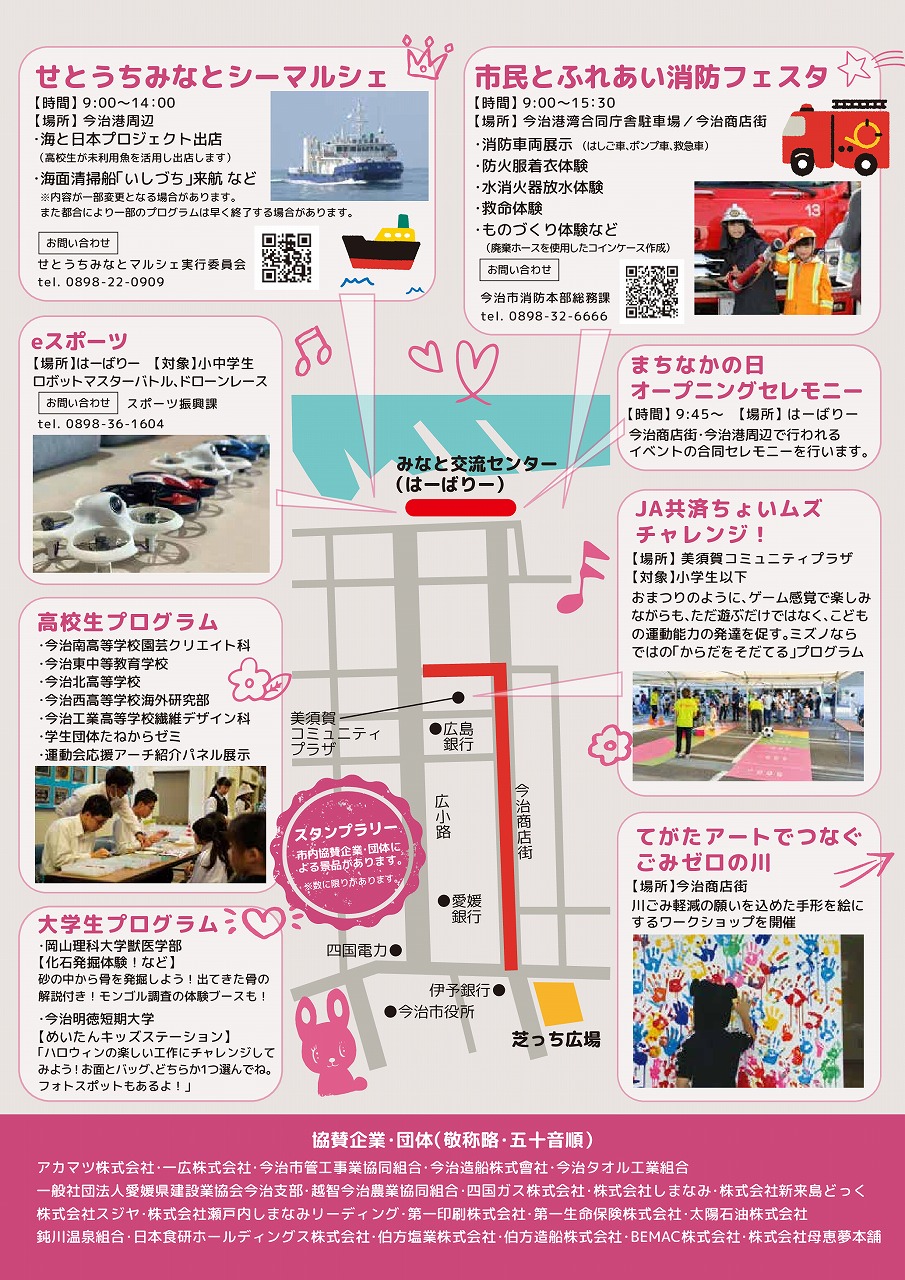 せとうちみなとシーマルシェ
【時間】9:00〜14:00
【場所】今治港周辺
・海と日本プロジェクト出店
（高校生が未利用魚を活用し出店します）
・海面清掃船「いしづち」来航 など
※内容が一部変更となる場合があります。
また都合により一部のプログラムは早く終了する場合があります。
お問い合わせ
せとうちみなとマルシェ実行委員会
tel. 0898-22-0909
市民とふれあい消防フェスタ
【時間】9:00〜15:30
【場所】今治港湾合同庁舎駐車場／今治商店街
・消防車両展示（はしご車、ポンプ車、救急車）
・防火服着衣体験
・水消火器放水体験
・救命体験
・ものづくり体験など
（廃棄ホースを使用したコインケース作成）
お問い合わせ
今治市消防本部総務課
tel. 0898-32-6666
13
eスポーツ
【場所】はーばりー 【対象】小中学生
ロボットマスターバトル、ドローンレース
お問い合わせ スポーツ振興課
tel. 0898-36-1604
まちなかの日
オープニングセレモニー
【時間】9:45〜 【場所】はーばりー
今治商店街・今治港周辺で行われる
イベントの合同セレモニーを行います。
JA共済ちょいムズ
チャレンジ！
【場所】美須賀コミュニティプラザ
【対象】小学生以下
おまつりのように、ゲーム感覚で楽しみ
ながらも、ただ遊ぶだけではなく、こども
の運動能力の発達を促す。ミズノなら
ではの「からだをそだてる」プログラム
高校生プログラム
・今治南高等学校園芸クリエイト科
・今治東中等教育学校
・今治北高等学校
・今治西高等学校海外研究部
・今治工業高等学校繊維デザイン科
・学生団体たねからゼミ
・運動会応援アーチ紹介パネル展示
大学生プログラム
・岡山理科大学獣医学部
【化石発掘体験！など】
砂の中から骨を発掘しよう！出てきた骨の
解説付き！モンゴル調査の体験ブースも！
・今治明徳短期大学
【めいたんキッズステーション】
「ハロウィンの楽しい工作にチャレンジして
みよう！お面とバッグ、どちらか1つ選んでね。
フォトスポットもあるよ！」
てがたアートでつなぐ
ごみゼロの川
【場所】今治商店街
川ごみ軽減の願いを込めた手形を絵に
するワークショップを開催
みなと交流センター
（はーばりー）
美須賀
コミュニティ
プラザ
●広島
銀行
広小路
今治商店街
スタンプラリー
市内協賛企業・団体に
よる景品があります。
※数に限りがあります。
●愛媛
銀行
四国電力●
伊予銀行●
●今治市役所
芝っち広場
協賛企業・団体（敬称略・五十音順）
アカマツ株式会社・一広株式会社・今治市管工事業協同組合・今治造船株式會社・今治タオル工業組合
一般社団法人愛媛県建設業協会今治支部・越智今治農業協同組合・四国ガス株式会社・株式会社しまなみ・株式会社新来島どっく
株式会社スジヤ・株式会社瀬戸内しまなみリーディング・第一印刷株式会社・第一生命保険株式会社・太陽石油株式会社
鈍川温泉組合・日本食研ホールディングス株式会社・伯方塩業株式会社・伯方造船株式会社・BEMAC株式会社・株式会社母恵夢本舗